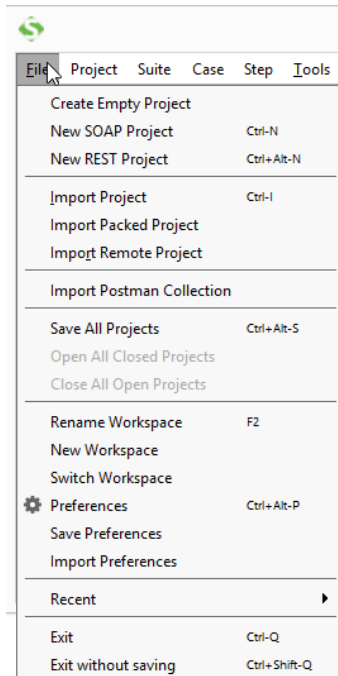 File Project Suite Case Step Tools
Create Empty Project
New SOAP Project Ctrl-N
New REST Project Ctrl+Alt-N
Import Project Ctrl-I
Import Packed Project
Import Remote Project
Import Postman Collection
Save All Projects Ctrl+Alt-S
Open All Closed Projects
Close All Open Projects
Rename Workspace F2
New Workspace
Switch Workspace
Preferences Ctrl+Alt-P
Save Preferences
Import Preferences
Recent
Exit Ctrl-Q
Exit without saving Ctrl+Shift-Q